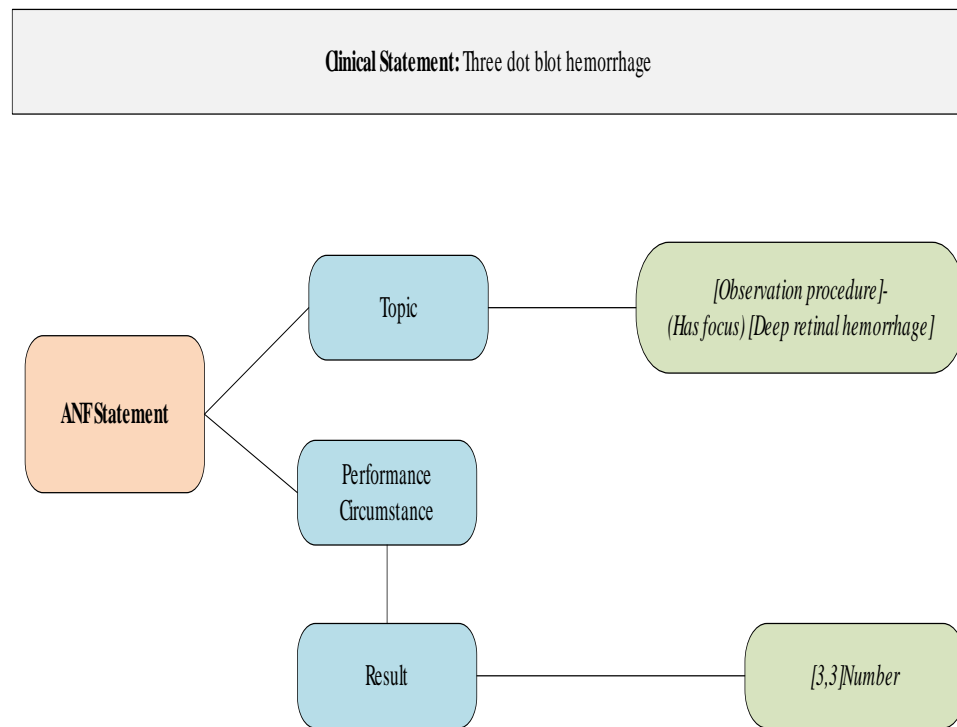 Clinical Statement: Three dot blot hemorrhage
Topic
[Observation procedure]-
(Has focus) [Deep retinal hemorrhage]
ANF Statement
Performance
Circumstance
Result
[3,3]Number